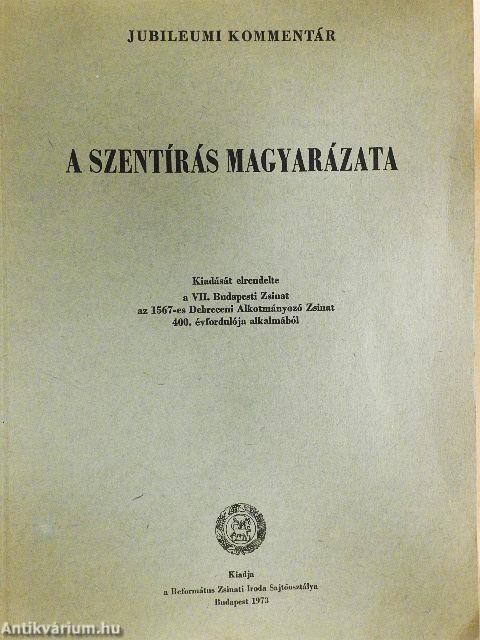 JUBILEUMI KOMMENTÁR
A SZENTÍRÁS MAGYARÁZATA
Kiadását elrendelte
a VII. Budapesti Zsinat
az 1567-es Debreceni Alkotmányozó Zsinat
400. évfordulója alkalmából
Kiadja
a Református Zsinati Iroda Sajtóosztálya
Budapest 1973
Antikvárium.hu